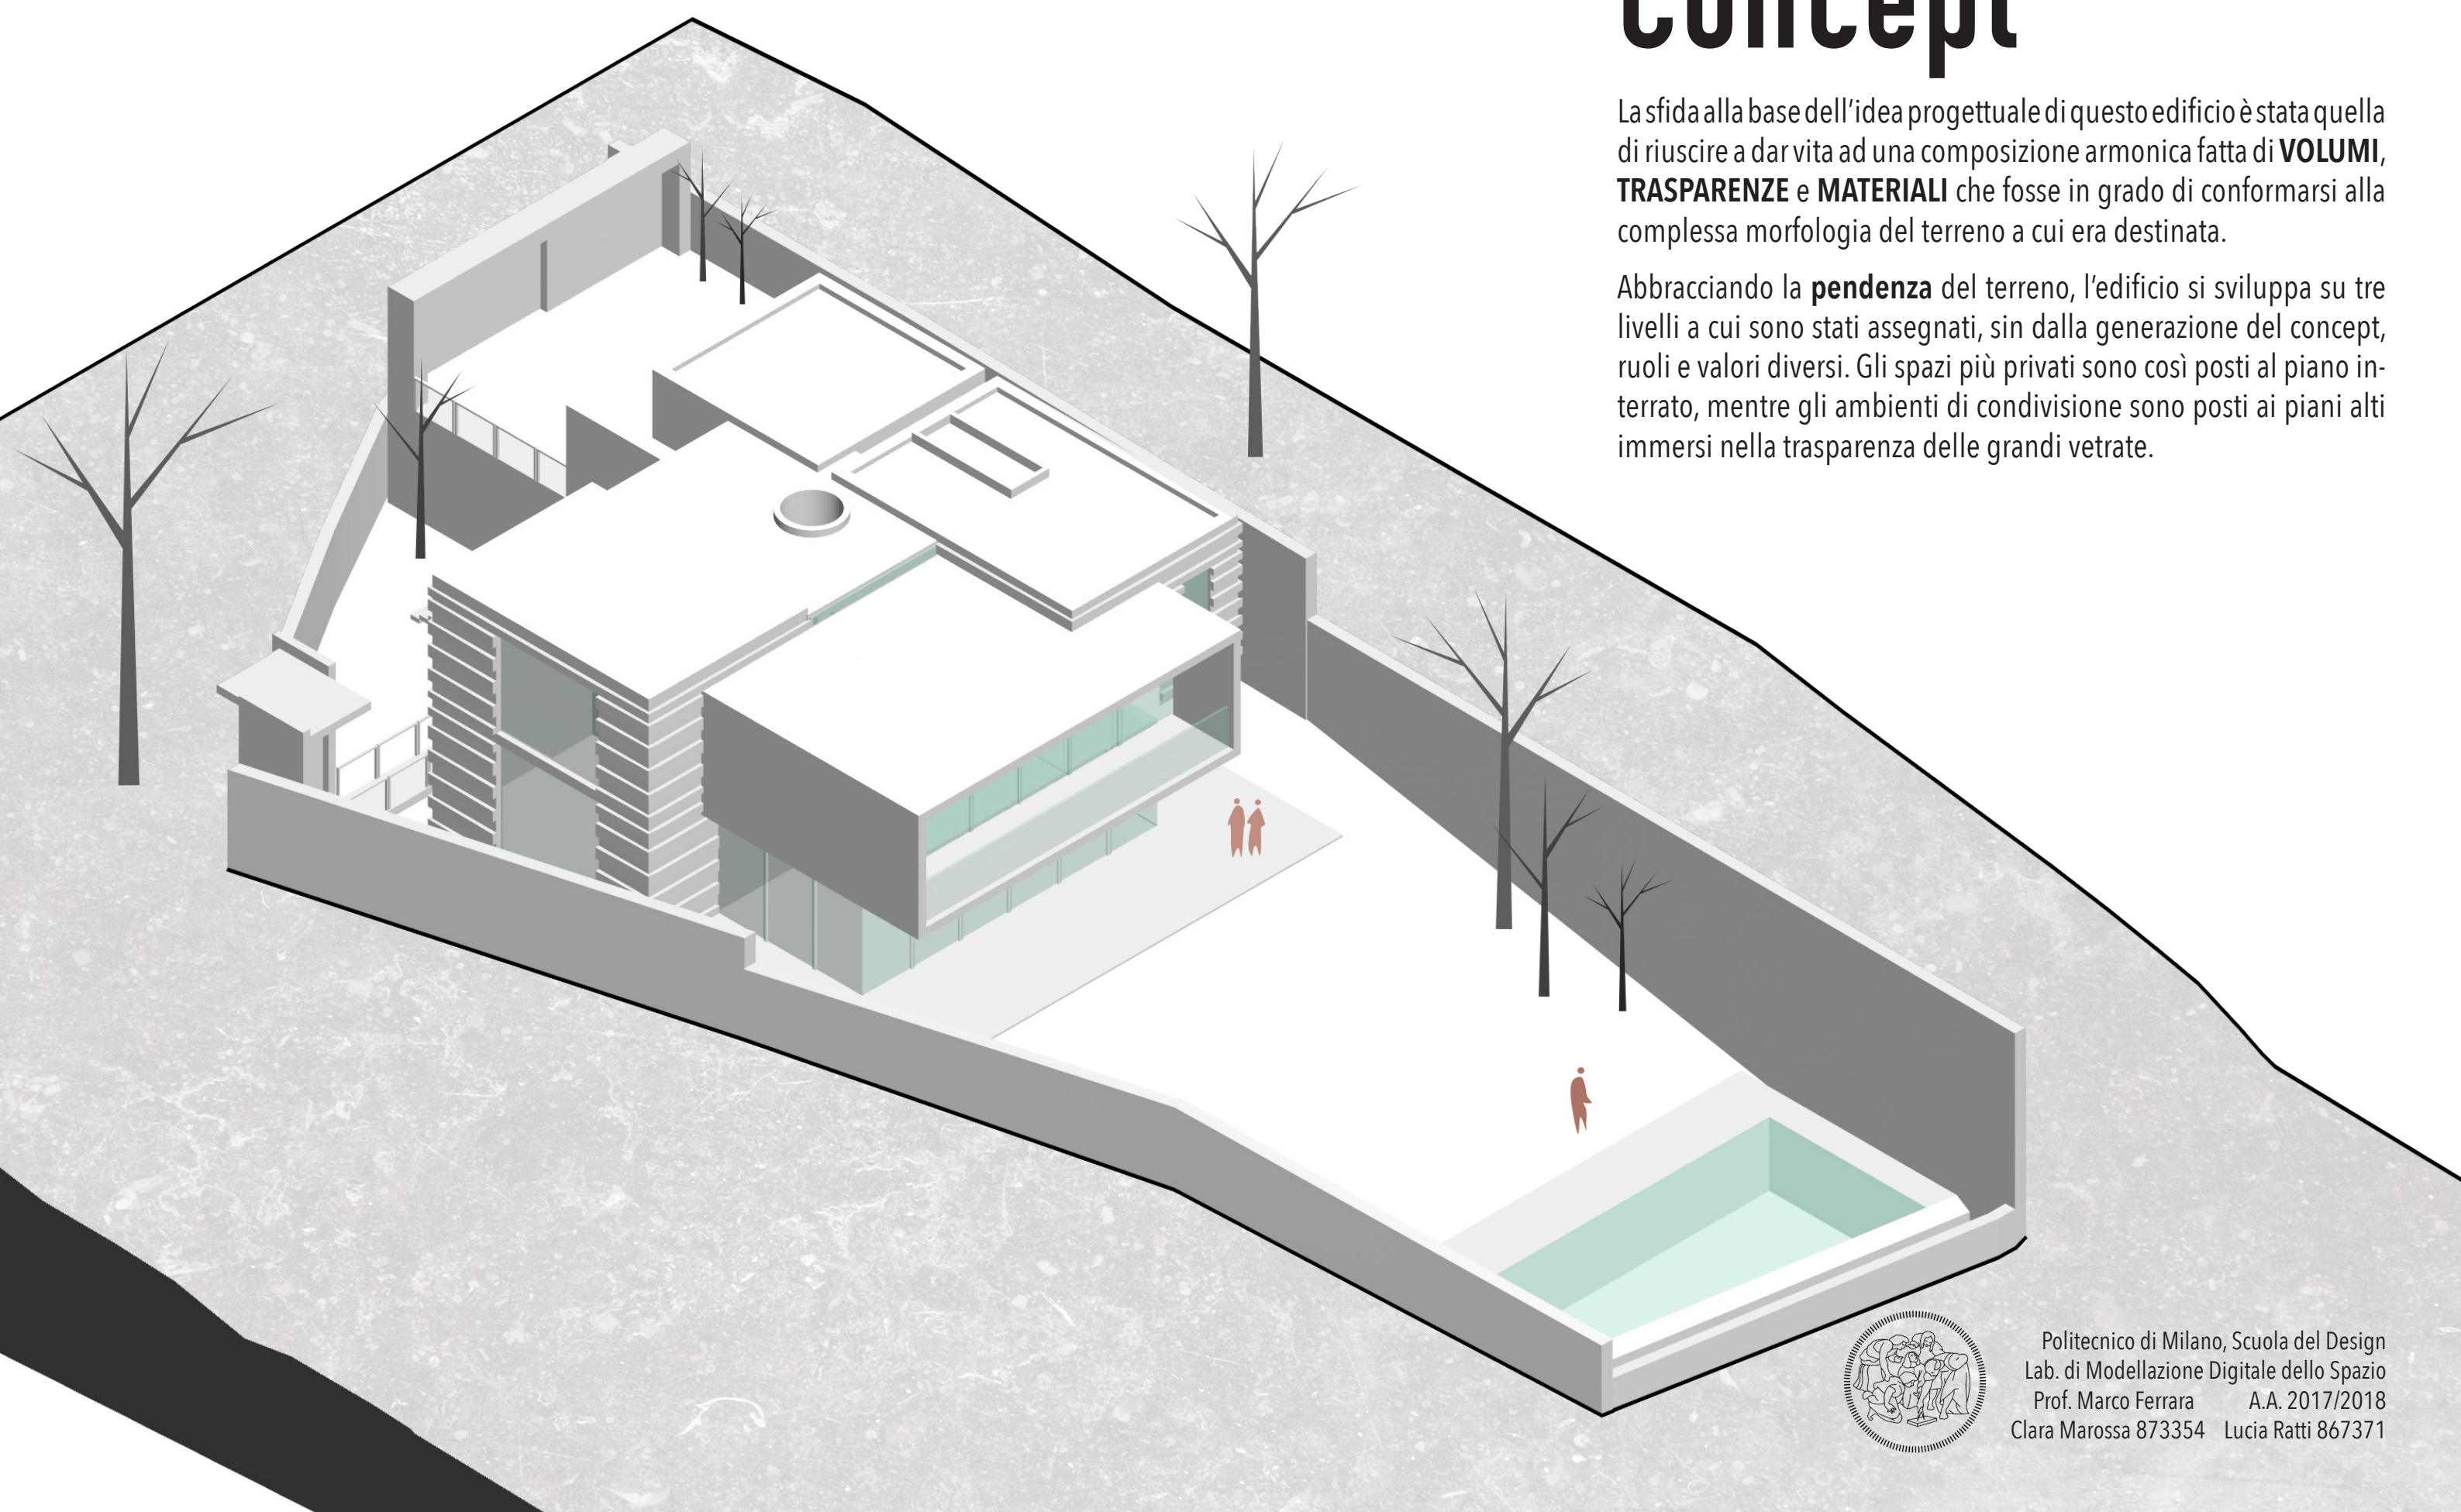 Concept
La sfida alla base dell'idea progettuale di questo edificio è stata quella
di riuscire a dar vita ad una composizione armonica fatta di VOLUMI,
TRASPARENZE e MATERIALI che fosse in grado di conformarsi alla
complessa morfologia del terreno a cui era destinata.
Abbracciando la pendenza del terreno, l'edificio si sviluppa su tre
livelli a cui sono stati assegnati, sin dalla generazione del concept,
ruoli e valori diversi. Gli spazi più privati sono così posti al piano in-
terrato, mentre gli ambienti di condivisione sono posti ai piani alti
immersi nella trasparenza delle grandi vetrate.
Politecnico di Milano, Scuola del Design
Lab. di Modellazione Digitale dello Spazio
Prof. Marco Ferrara A.A. 2017/2018
Clara Marossa 873354 Lucia Ratti 867371